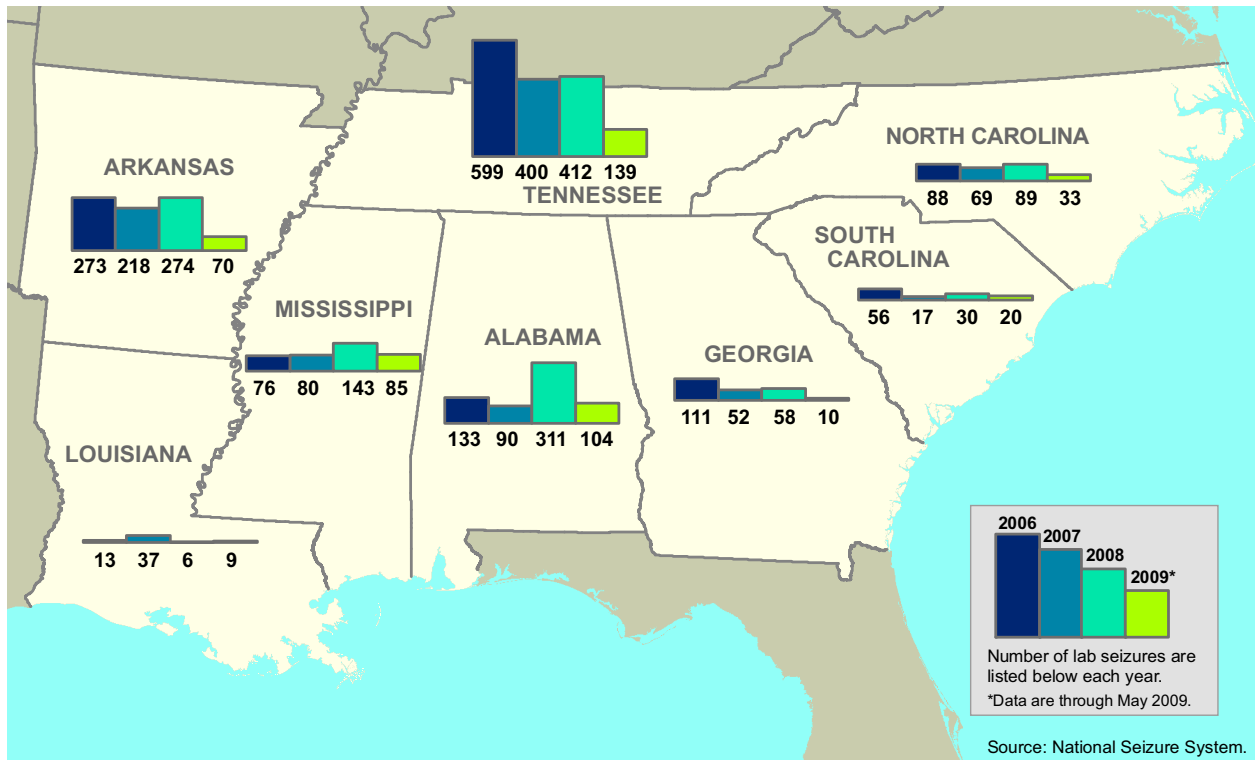 ARKANSAS
273 218 274 70
599 400 412 139
TENNESSEE
NORTH CAROLINA
88 69 89 33
SOUTH
CAROLINA
56 17 30 20
MISSISSIPPI
76 80 143 85
ALABAMA
133 90 311 104
GEORGIA
111 52 58 10
LOUISIANA
13 37 6 9
2006
2007
2008
2009*
Number of lab seizures are
listed below each year.
*Data are through May 2009.
Source: National Seizure System.